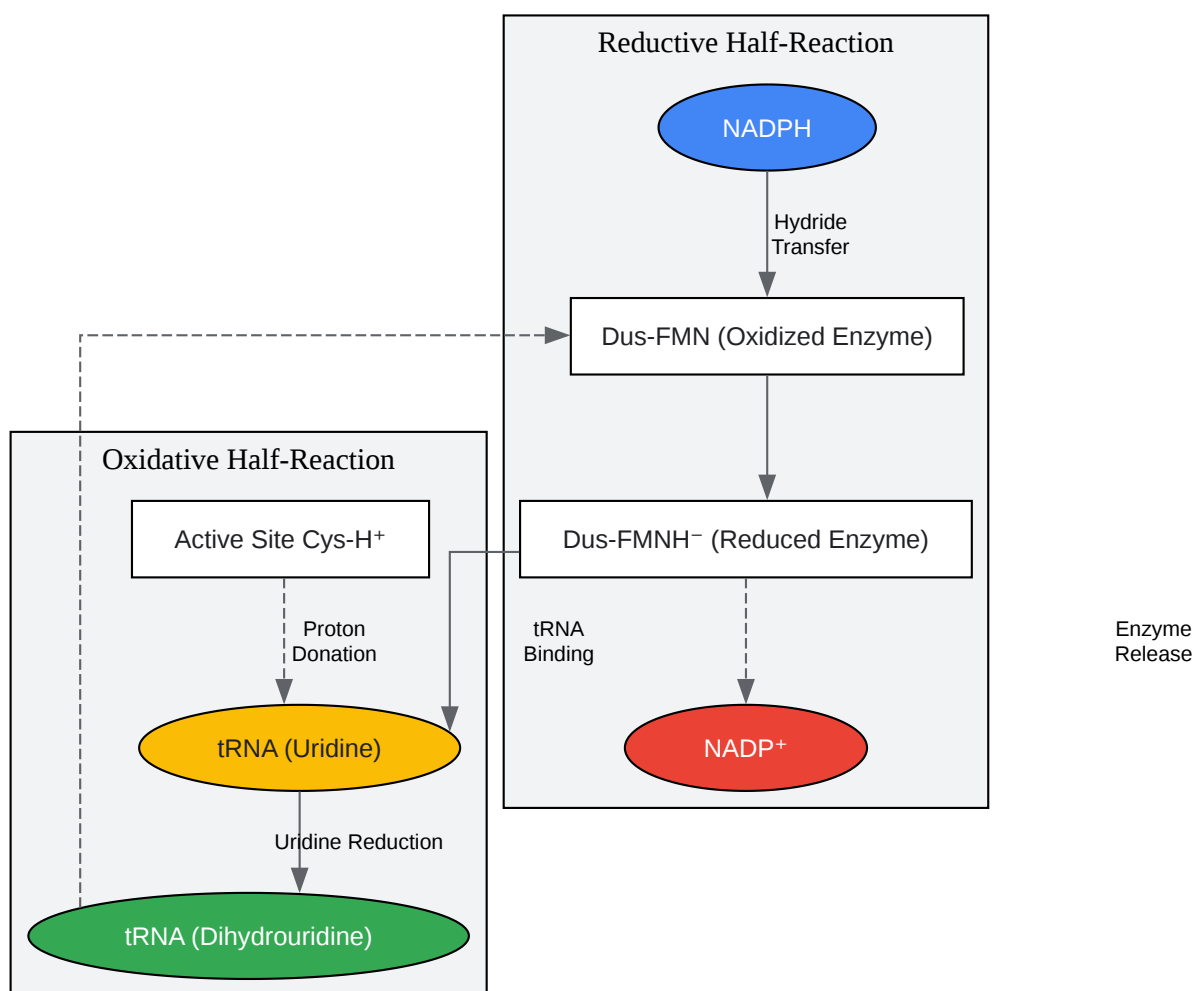 Reductive Half-Reaction
NADPH
Hydride
Transfer
Dus-FMN (Oxidized Enzyme)
Oxidative Half-Reaction
Active Site Cys-H⁺
Dus-FMNH⁻ (Reduced Enzyme)
Proton
Donation
tRNA
Binding
Enzyme
Release
tRNA (Uridine)
NADP⁺
Uridine Reduction
tRNA (Dihydrouridine)